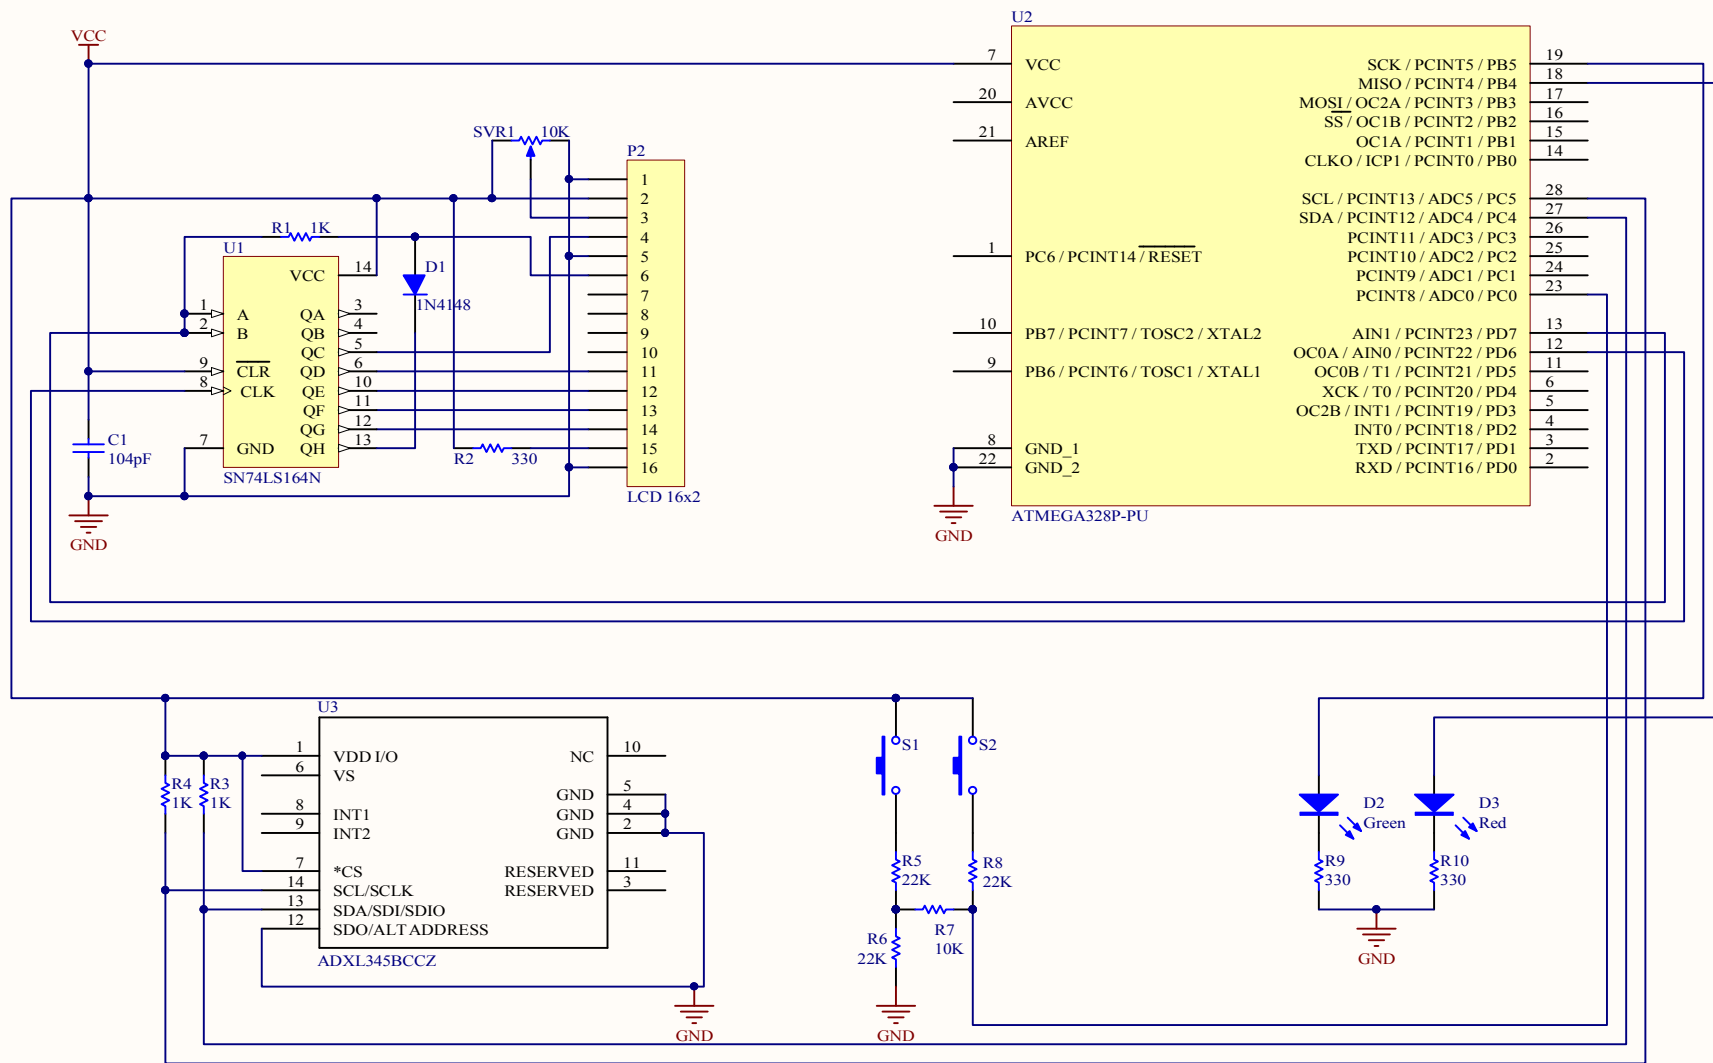 VCC
SVR1 10K
P2
1
2
3
4
5
6
7
8
9
10
11
12
13
14
15
16
LCD 16x2
R1 1K
U1
VCC 14
D1
1N4148
1 A QA 3
2 B QB 4
QC 5
9 CLR QD 6
8 CLK QE 10
QF 11
QG 12
7 GND QH 13
SN74LS164N
C1
104pF
GND
R2 330
U2
7 VCC SCK / PCINT5 / PB5 19
MISO / PCINT4 / PB4 18
20 AVCC MOSI / OC2A / PCINT3 / PB3 17
SS / OC1B / PCINT2 / PB2 16
21 AREF OC1A / PCINT1 / PB1 15
CLKO / ICP1 / PCINT0 / PB0 14
SCL / PCINT13 / ADC5 / PC5 28
SDA / PCINT12 / ADC4 / PC4 27
PCINT11 / ADC3 / PC3 26
1 PC6 / PCINT14 / RESET PCINT10 / ADC2 / PC2 25
PCINT9 / ADC1 / PC1 24
PCINT8 / ADC0 / PC0 23
10 PB7 / PCINT7 / TOSC2 / XTAL2 AIN1 / PCINT23 / PD7 13
OC0A / AIN0 / PCINT22 / PD6 12
9 PB6 / PCINT6 / TOSC1 / XTAL1 OC0B / T1 / PCINT21 / PD5 11
XCK / T0 / PCINT20 / PD4 6
OC2B / INT1 / PCINT19 / PD3 5
INT0 / PCINT18 / PD2 4
8 GND_1 TXD / PCINT17 / PD1 3
22 GND_2 RXD / PCINT16 / PD0 2
ATMEGA328P-PU
GND
U3
1 VDD I/O NC 10
6 VS
GND 5
8 INT1 GND 4
9 INT2 GND 2
7 *CS RESERVED 11
14 SCL/SCLK RESERVED 3
13 SDA/SDI/SDIO
12 SDO/ALT ADDRESS
ADXL345BCCZ
R4
1K
R3
1K
GND
S1
S2
R5
22K
R8
22K
R6
22K
R7
10K
GND
D2
Green
D3
Red
R9
330
R10
330
GND